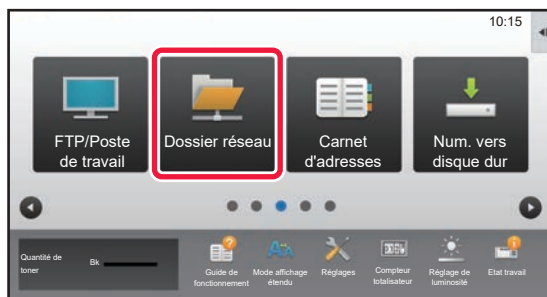 10:15
FTP/Poste
de travail
Dossier réseau
Carnet
d'adresses
Num. vers
disque dur
Quantité de
toner
Bk
Guide de
fonctionnement
Mode affichage
étendu
Réglages
Compteur
totalisateur
Réglage de
luminosité
Etat travail